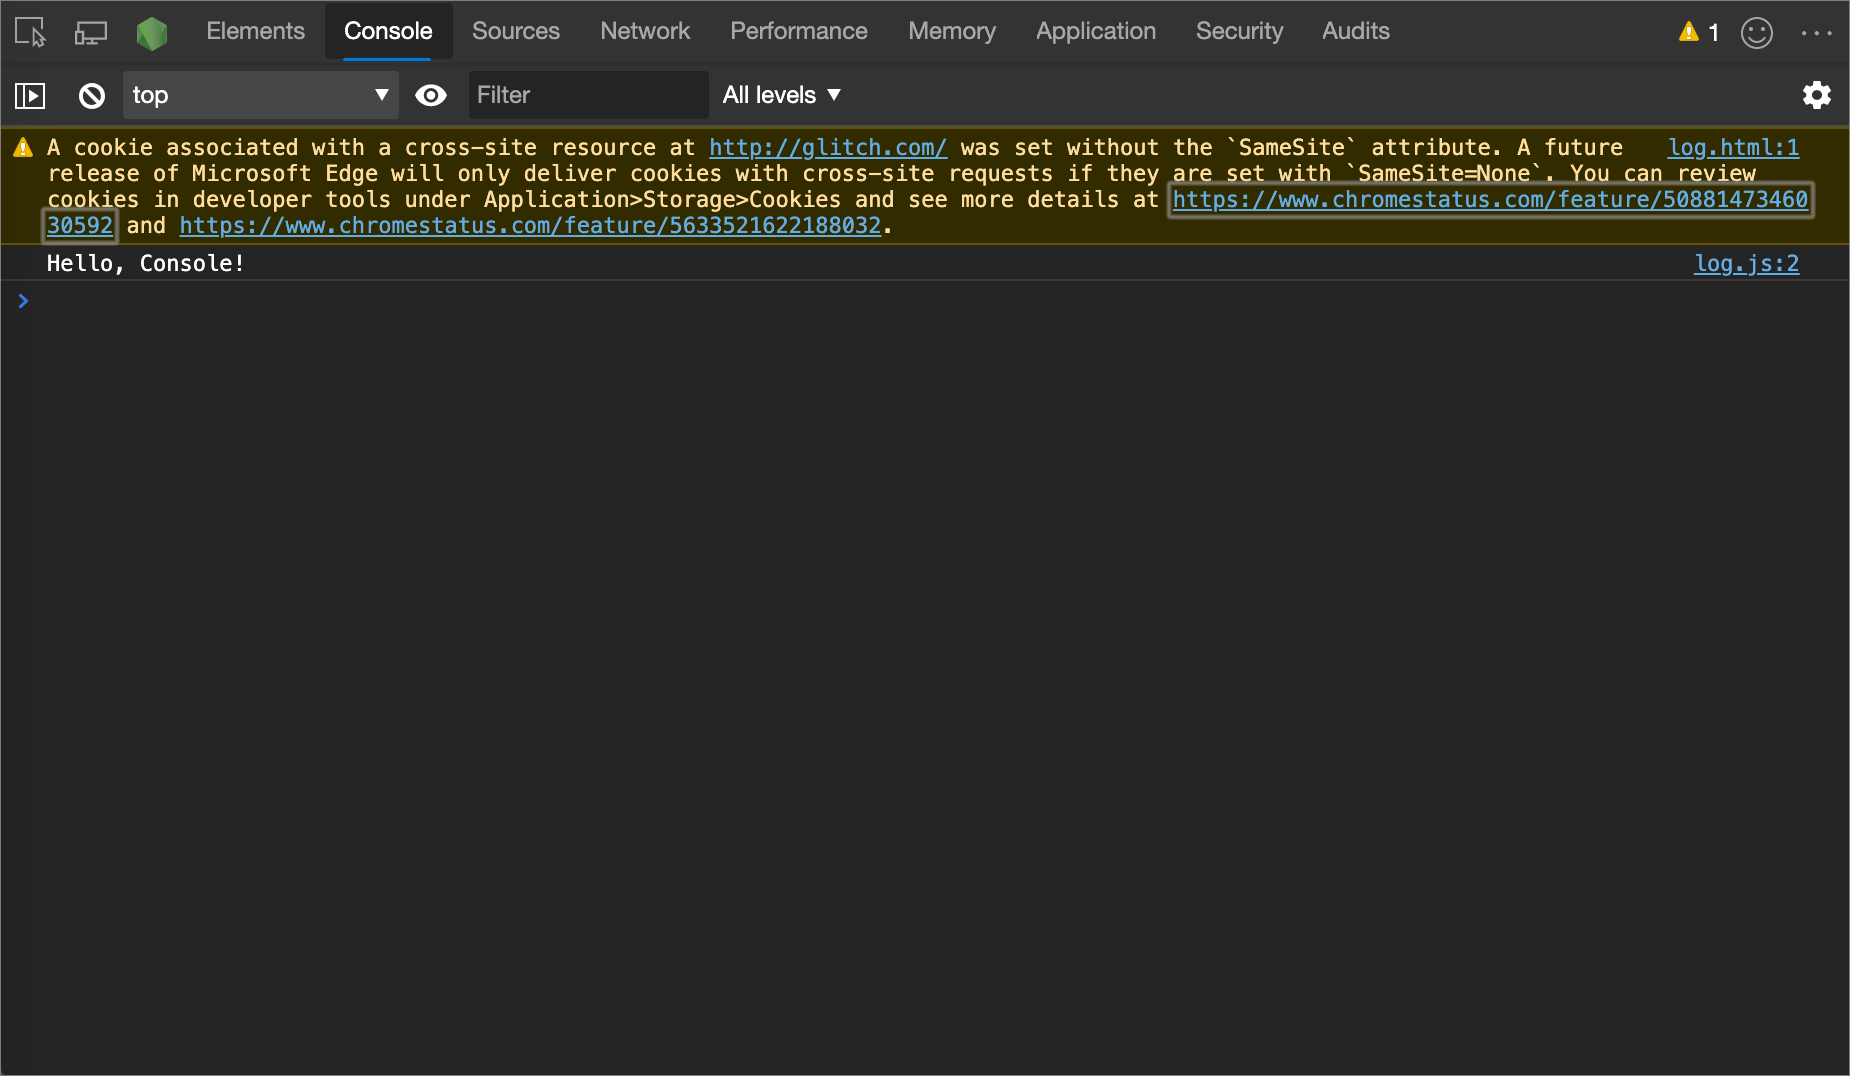 Elements Console Sources Network Performance Memory Application Security Audits 1
top Filter All levels
A cookie associated with a cross-site resource at http://glitch.com/ was set without the `SameSite` attribute. A future log.html:1
release of Microsoft Edge will only deliver cookies with cross-site requests if they are set with `SameSite=None`. You can review
cookies in developer tools under Application>Storage>Cookies and see more details at https://www.chromestatus.com/feature/50881473460
30592 and https://www.chromestatus.com/feature/5633521622188032.
Hello, Console! log.js:2